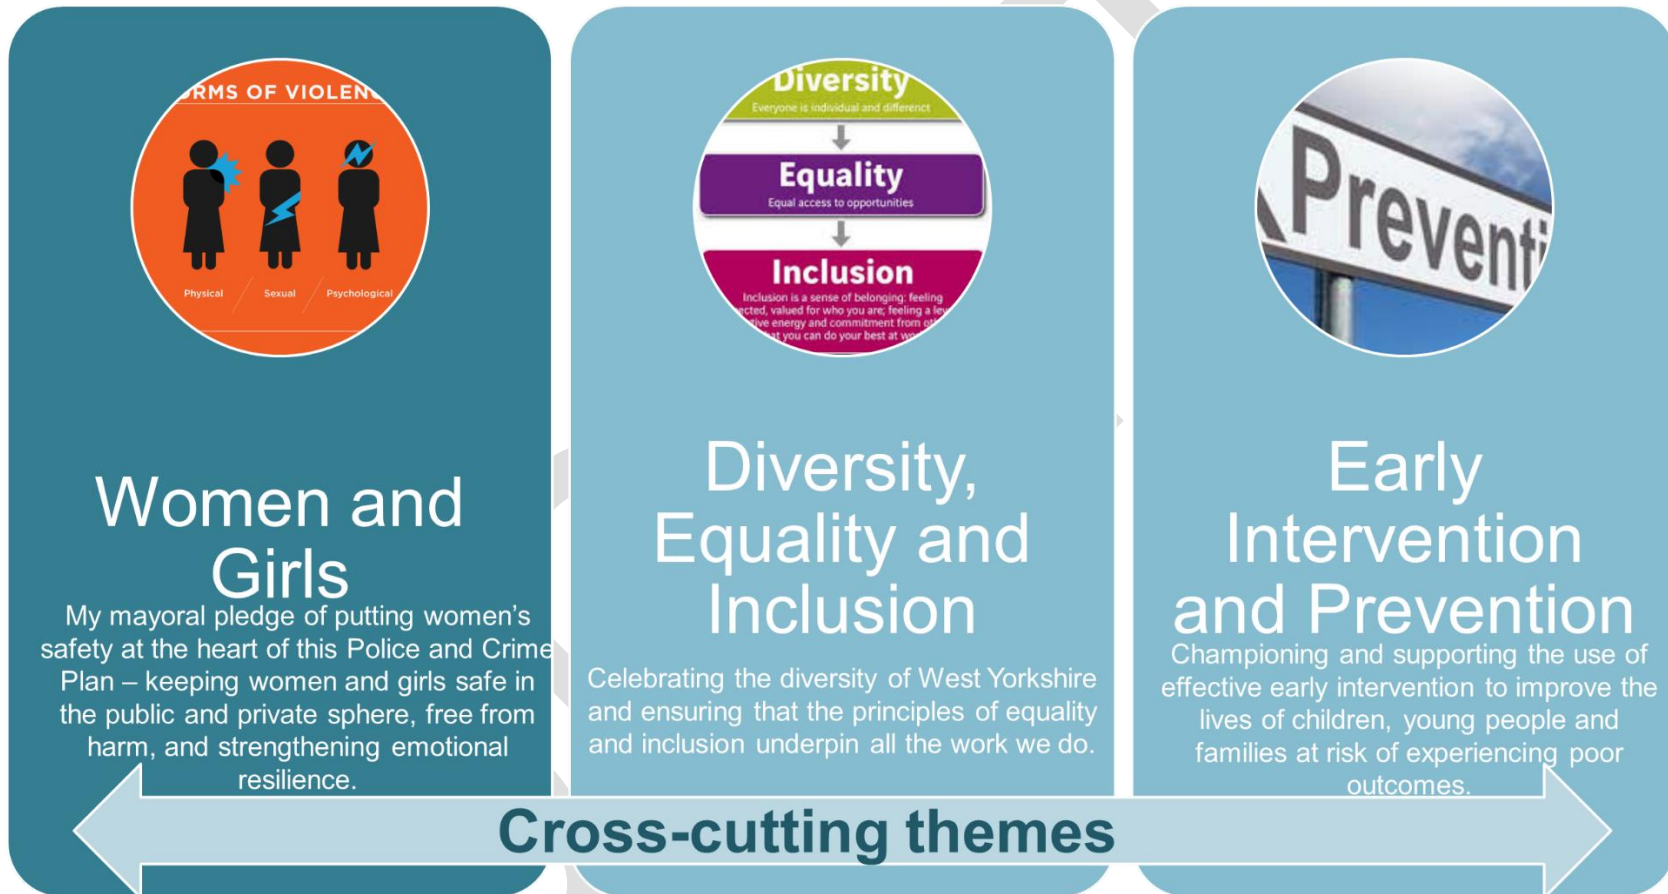 RMS OF VIOLEN
Physical
Sexual
Psychological
Women and
Girls
My mayoral pledge of putting women's
safety at the heart of this Police and Crime
Plan – keeping women and girls safe in
the public and private sphere, free from
harm, and strengthening emotional
resilience.
Diversity
Everyone is individual and differenct
Equality
Equal access to opportunities
Inclusion
Inclusion is a sense of belonging: feeling
ected, valued for who you are; feeling a lev
tive energy and commitment from ot
at you can do your best at wo
Diversity,
Equality and
Inclusion
Celebrating the diversity of West Yorkshire
and ensuring that the principles of equality
and inclusion underpin all the work we do.
Preventi
Early
Intervention
and Prevention
Championing and supporting the use of
effective early intervention to improve the
lives of children, young people and
families at risk of experiencing poor
outcomes.
Cross-cutting themes